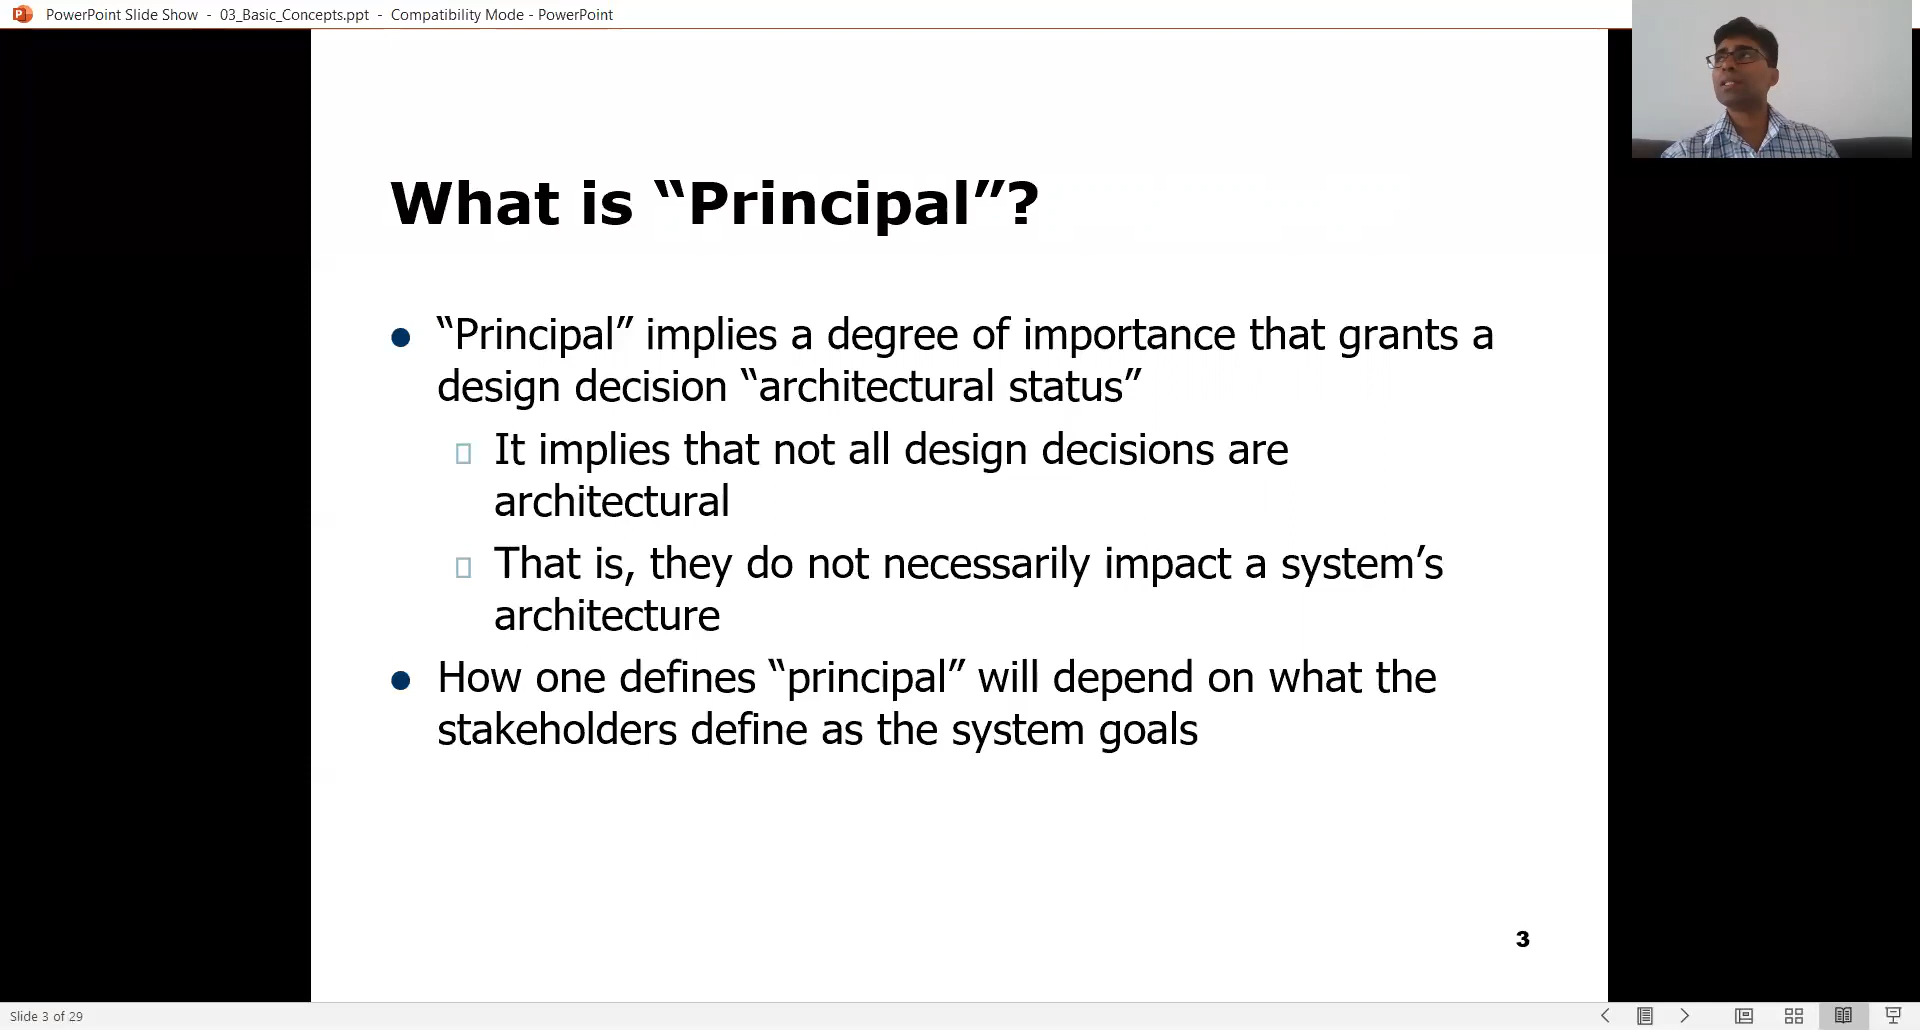 PowerPoint Slide Show - 03_Basic_Concepts.ppt - Compatibility Mode - PowerPoint
What is “Principal”?
“Principal” implies a degree of importance that grants a
design decision “architectural status”
It implies that not all design decisions are
architectural
That is, they do not necessarily impact a system’s
architecture
How one defines “principal” will depend on what the
stakeholders define as the system goals
3
Slide 3 of 29